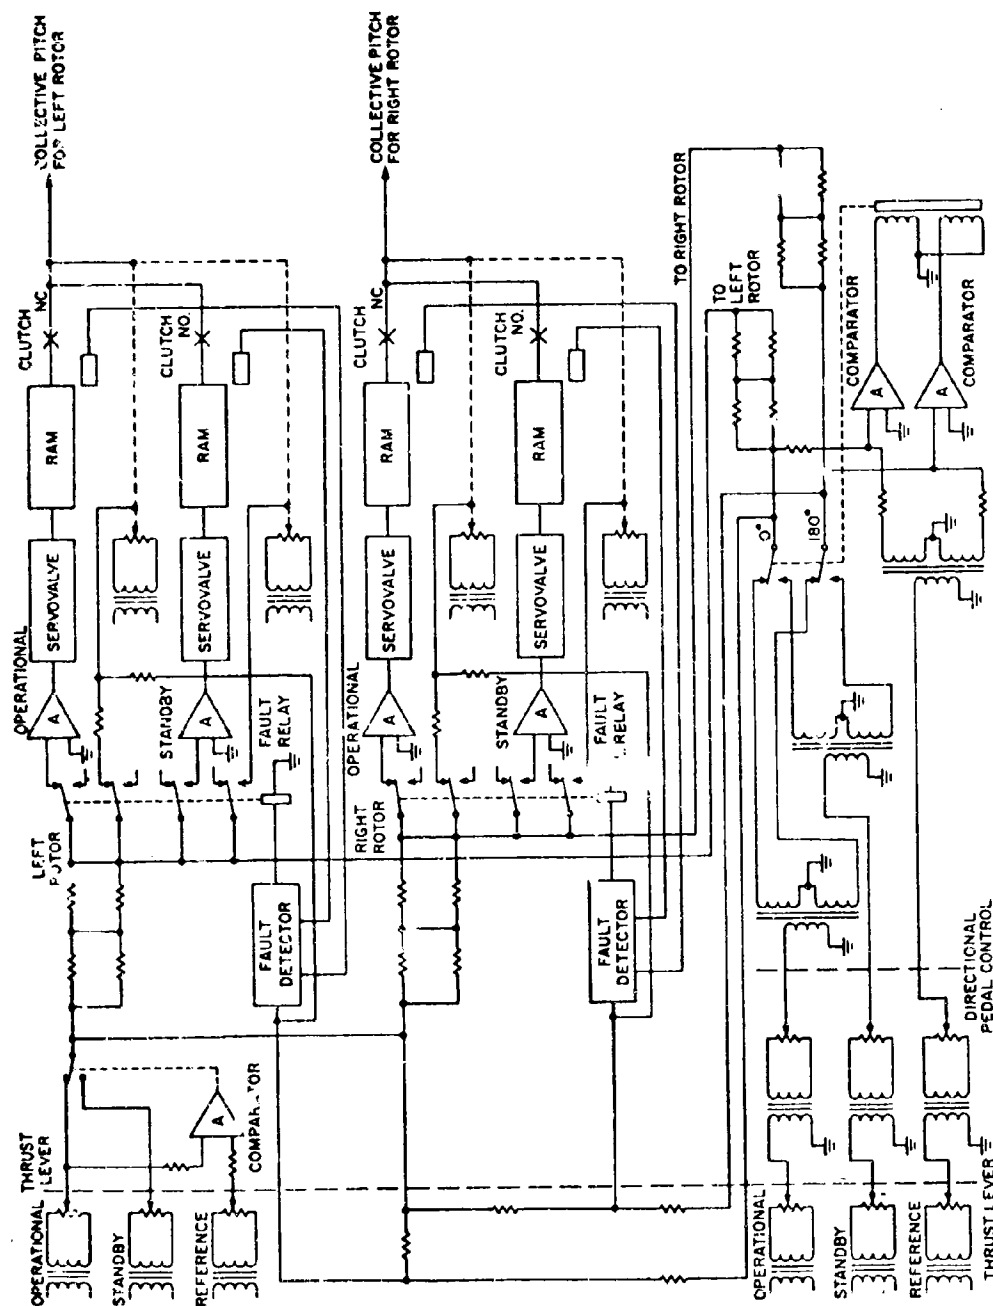 COLLECTIVE PITCH
FOR LEFT ROTOR
CLUTCH
NC
RAM
SERVOVALVE
OPERATIONAL
A
CLUTCH
NO.
RAM
SERVOVALVE
STANDBY
A
FAULT
RELAY
LEFT
ROTOR
FAULT
DETECTOR
THRUST
LEVER
OPERATIONAL
STANDBY
REFERENCE
A
COMPARATOR
COLLECTIVE PITCH
FOR RIGHT ROTOR
CLUTCH
NC
RAM
SERVOVALVE
OPERATIONAL
A
CLUTCH
NO.
RAM
SERVOVALVE
STANDBY
A
FAULT
RELAY
RIGHT
ROTOR
FAULT
DETECTOR
TO RIGHT ROTOR
TO
LEFT
ROTOR
0°
180°
A
COMPARATOR
A
COMPARATOR
DIRECTIONAL
PEDAL CONTROL
OPERATIONAL
STANDBY
REFERENCE
THRUST LEVER